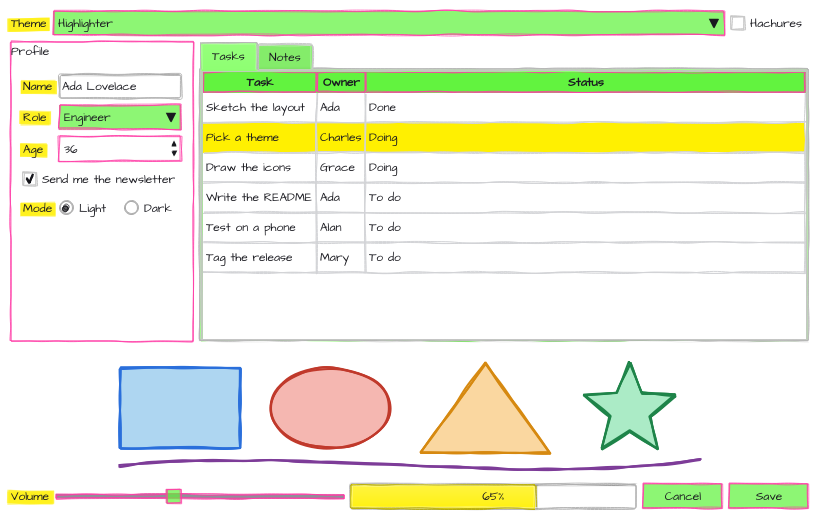 Theme Highlighter Hachures
Profile
Name Ada Lovelace
Role Engineer
Age 36
Send me the newsletter
Mode Light Dark
Tasks Notes
Task Owner Status
Sketch the layout Ada Done
Pick a theme Charles Doing
Draw the icons Grace Doing
Write the README Ada To do
Test on a phone Alan To do
Tag the release Mary To do
Volume 65% Cancel Save